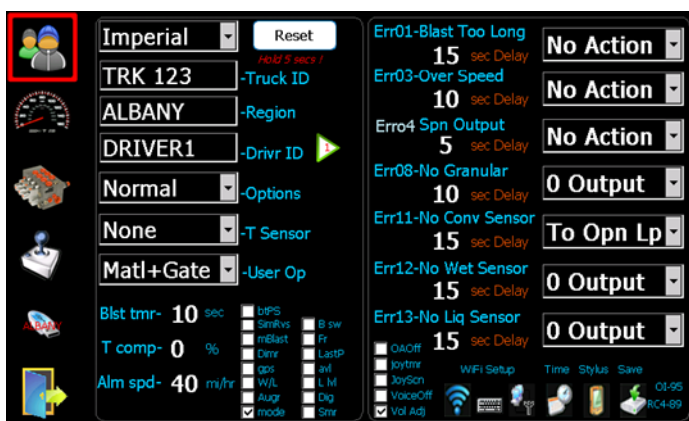 Imperial
Reset
Hold 5 secs !
TRK 123 -Truck ID
ALBANY -Region
DRIVER1 -Drivr ID 1
Normal -Options
None -T Sensor
Matl+Gate -User Op
Blst tmr- 10 sec
T comp- 0 %
Alm spd- 40 mi/hr
btPS
SimRvs B sw
mBlast Fr
Dimr LastP
gps avl
W/L L lvl
Augr Dig
mode Smr
Err01-Blast Too Long
15 sec Delay No Action
Err03-Over Speed
10 sec Delay No Action
Erro4 Spn Output
5 sec Delay No Action
Err08-No Granular
10 sec Delay 0 Output
Err11-No Conv Sensor
15 sec Delay To Opn Lp
Err12-No Wet Sensor
15 sec Delay 0 Output
Err13-No Liq Sensor
15 sec Delay 0 Output
OAOff
joytmr
JoyScn
VoiceOff
Vol Adj
WiFi Setup Time Stylus Save
OI-95
RC4-89
ALBANY